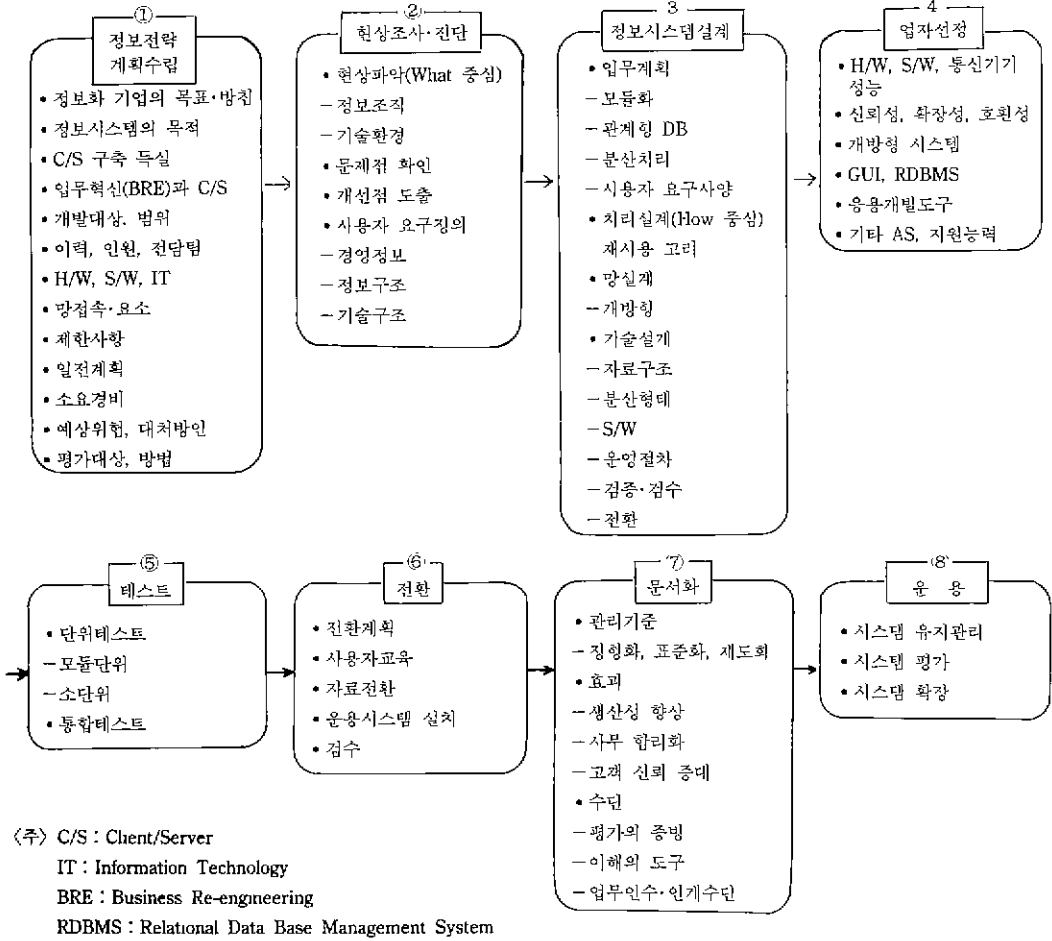 ①
정보전략
계획수립
• 정보화 기업의 목표·방침
• 정보시스템의 목적
• C/S 구축 득실
• 업무혁신(BRE)과 C/S
• 개발대상. 범위
• 이력, 인원, 전담팀
• H/W, S/W, IT
• 망접속·요소
• 제한사항
• 일전계획
• 소요경비
• 예상위험, 대처방안
• 평가대상, 방법
②
현상조사·진단
• 현상파악(What 중심)
– 정보조직
– 기술환경
• 문제점 확인
• 개선점 도출
• 사용자 요구정의
– 경영정보
– 정보구조
– 기술구조
3
정보시스템설계
• 업무계획
– 모듈화
– 관계형 DB
– 분산처리
– 사용자 요구사양
• 처리설계(How 중심)
재시용 고리
• 망설계
– 개방형
• 기술설계
– 자료구조
– 분산형태
– S/W
– 운영절차
– 검증·검수
– 전환
4
업자선정
• H/W, S/W, 통신기기
성능
• 신뢰성, 확장성, 호환성
• 개방형 시스템
• GUI, RDBMS
• 응용개발도구
• 기타 AS, 지원능력
⑤
테스트
• 단위테스트
– 모듈단위
– 소단위
• 통합테스트
⑥
전환
• 전환계획
• 사용자교육
• 자료전환
• 운용시스템 설치
• 검수
⑦
문서화
• 관리기준
– 정형화, 표준화, 제도화
• 효과
– 생산성 향상
– 사무 합리화
– 고객 신뢰 증대
• 수단
– 평가의 증빙
– 이해의 도구
– 업무인수·인계수단
⑧
운 용
• 시스템 유지관리
• 시스템 평가
• 시스템 확장
〈주〉 C/S : Client/Server
IT : Information Technology
BRE : Business Re-engineering
RDBMS : Relational Data Base Management System